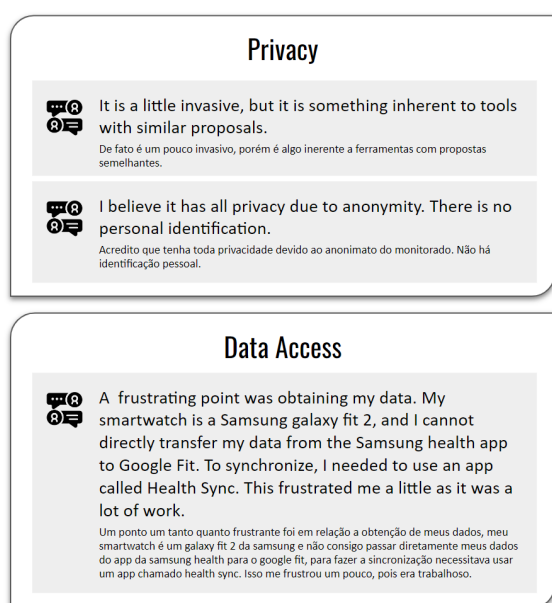 Privacy
It is a little invasive, but it is something inherent to tools
with similar proposals.
De fato é um pouco invasivo, porém é algo inerente a ferramentas com propostas
semelhantes.
I believe it has all privacy due to anonymity. There is no
personal identification.
Acredito que tenha toda privacidade devido ao anonimato do monitorado. Não há
identificação pessoal.
Data Access
A frustrating point was obtaining my data. My
smartwatch is a Samsung galaxy fit 2, and I cannot
directly transfer my data from the Samsung health app
to Google Fit. To synchronize, I needed to use an app
called Health Sync. This frustrated me a little as it was a
lot of work.
Um ponto um tanto quanto frustrante foi em relação a obtenção de meus dados, meu
smartwatch é um galaxy fit 2 da samsung e não consigo passar diretamente meus dados
do app da samsung health para o google fit, para fazer a sincronização necessitava usar
um app chamado health sync. Isso me frustrou um pouco, pois era trabalhoso.